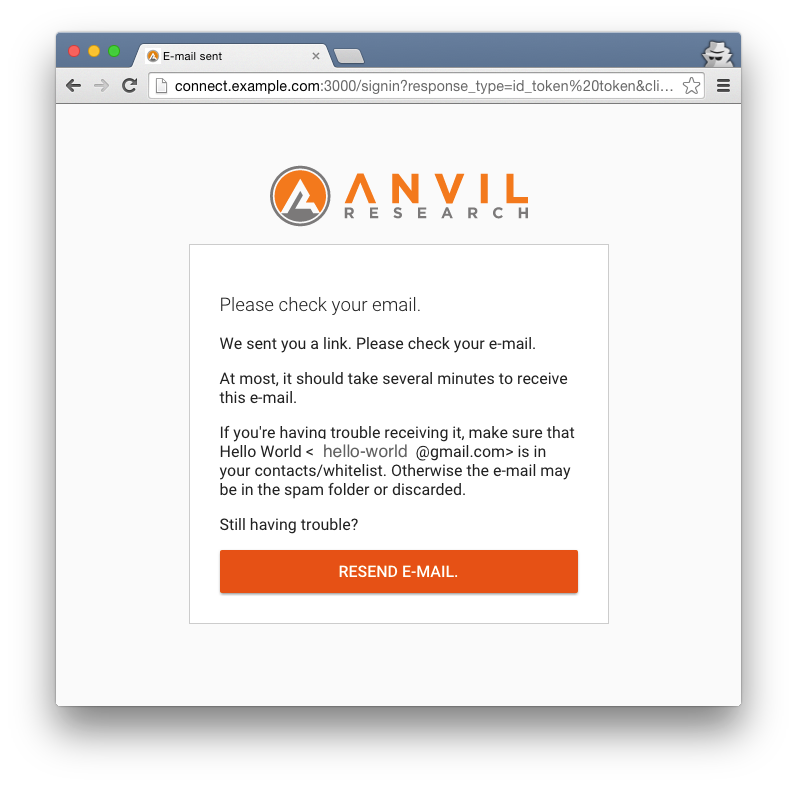 E-mail sent
connect.example.com:3000/signin?response_type=id_token%20token&cli...
ANVIL
RESEARCH
Please check your email.
We sent you a link. Please check your e-mail.
At most, it should take several minutes to receive
this e-mail.
If you're having trouble receiving it, make sure that
Hello World < hello-world @gmail.com> is in
your contacts/whitelist. Otherwise the e-mail may
be in the spam folder or discarded.
Still having trouble?
RESEND E-MAIL.